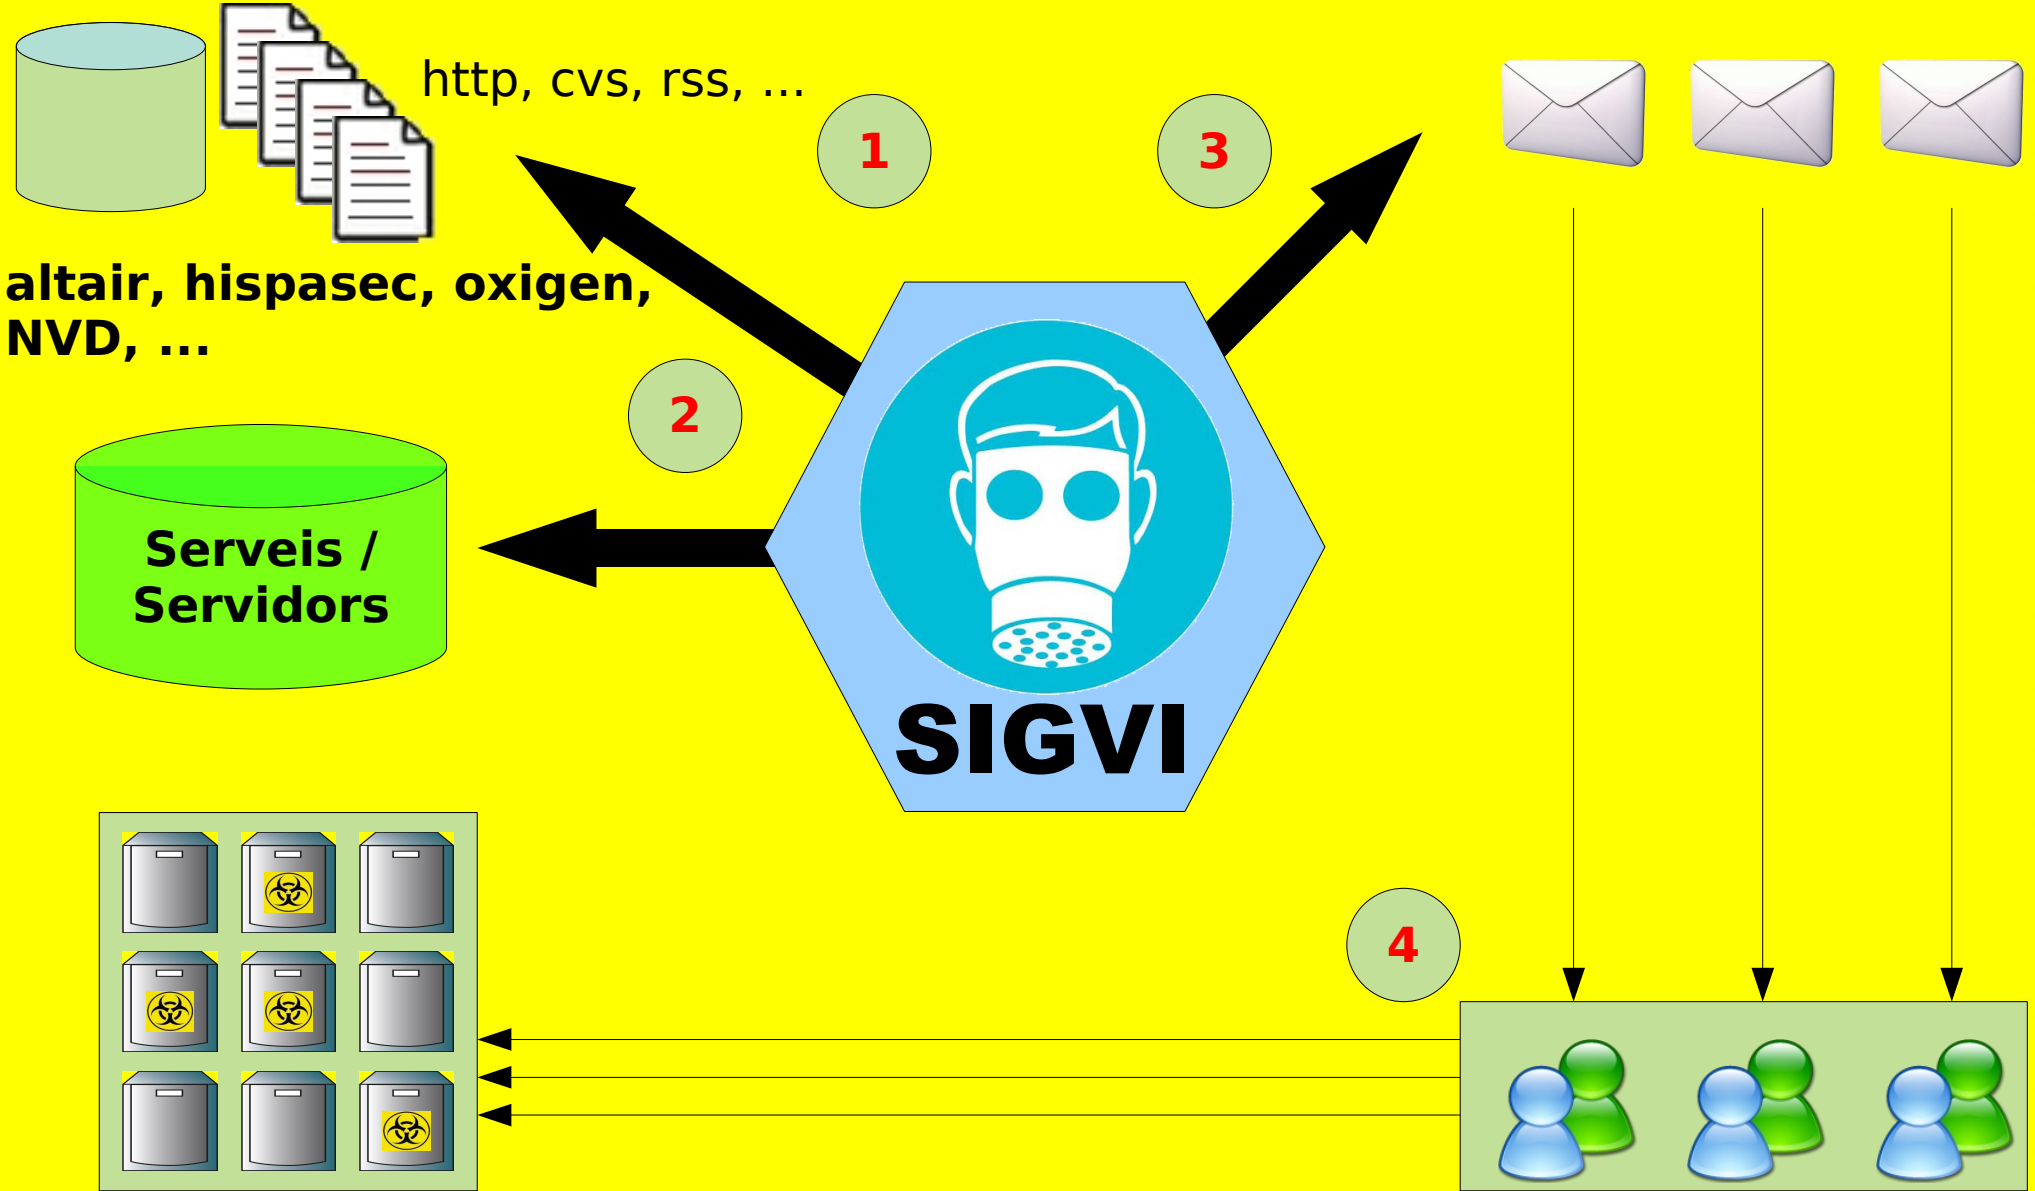 http, cvs, rss, ...
1
3
altair, hispasec, oxigen,
NVD, ...
2
Serveis /
Servidors
SIGVI
4